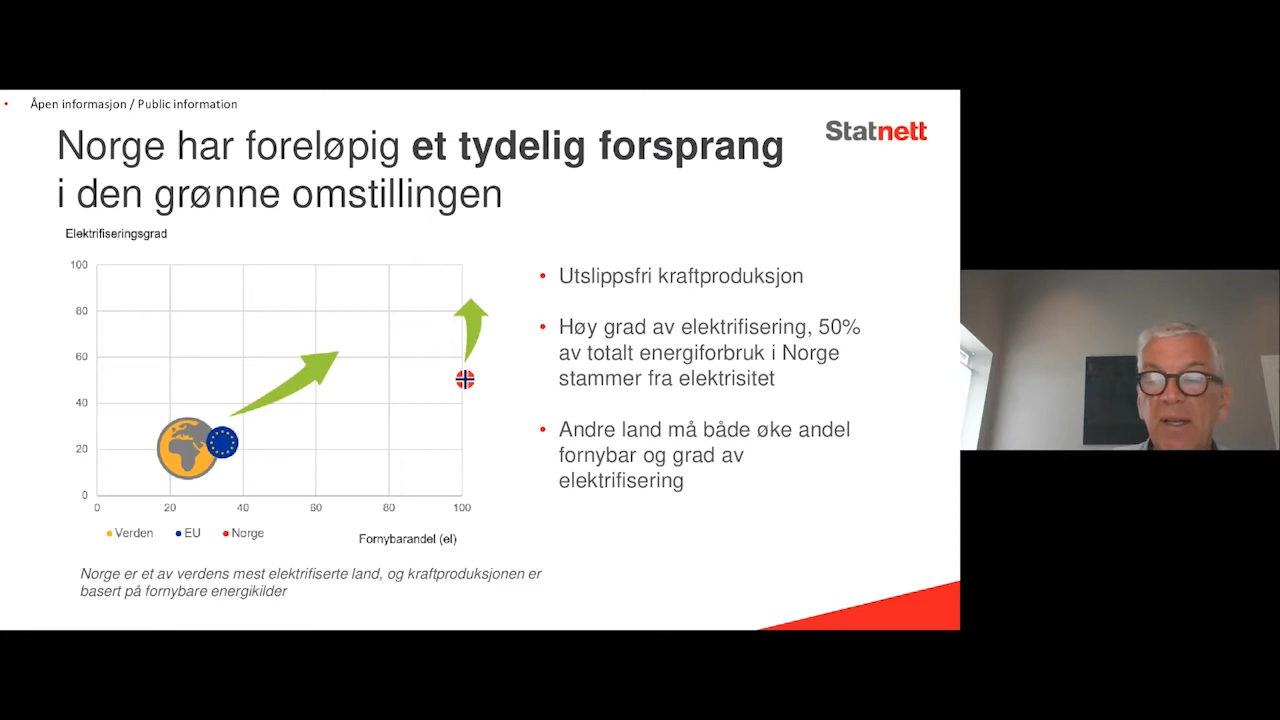 Åpen informasjon / Public information
Norge har foreløpig et tydelig forsprang
i den grønne omstillingen
Statnett
Elektrifiseringsgrad
100
80
60
40
20
0
0 20 40 60 80 100
Verden EU Norge
Fornybarandel (el)
Norge er et av verdens mest elektrifiserte land, og kraftproduksjonen er
basert på fornybare energikilder
Utslippsfri kraftproduksjon
Høy grad av elektrifisering, 50%
av totalt energiforbruk i Norge
stammer fra elektrisitet
Andre land må både øke andel
fornybar og grad av
elektrifisering